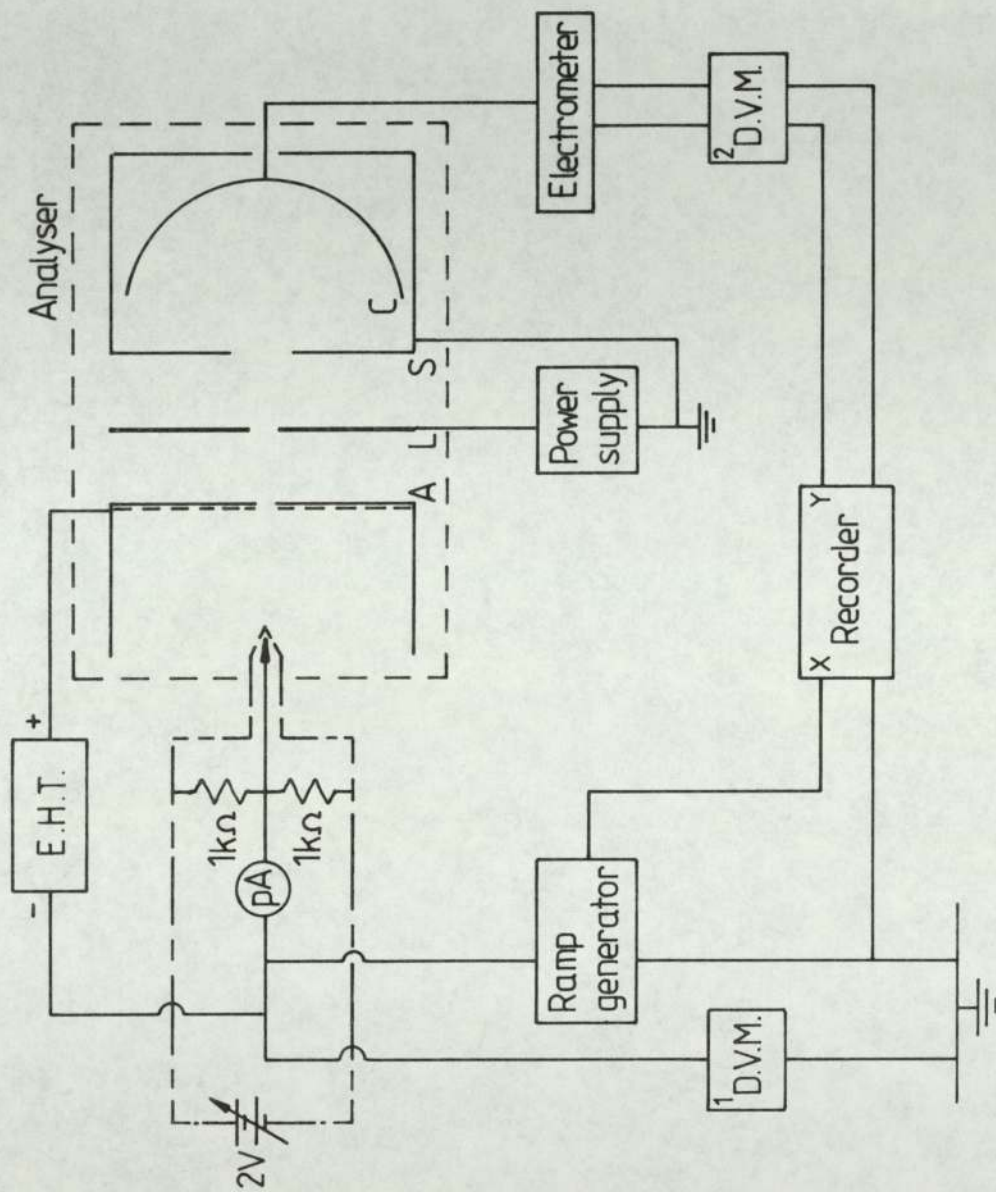 Analyser
E.H.T.
-
+
2V
1kΩ
pA
1kΩ
C
A
L
S
Ramp
generator
Power
supply
Electrometer
1 D.V.M.
2 D.V.M.
X
Y
Recorder